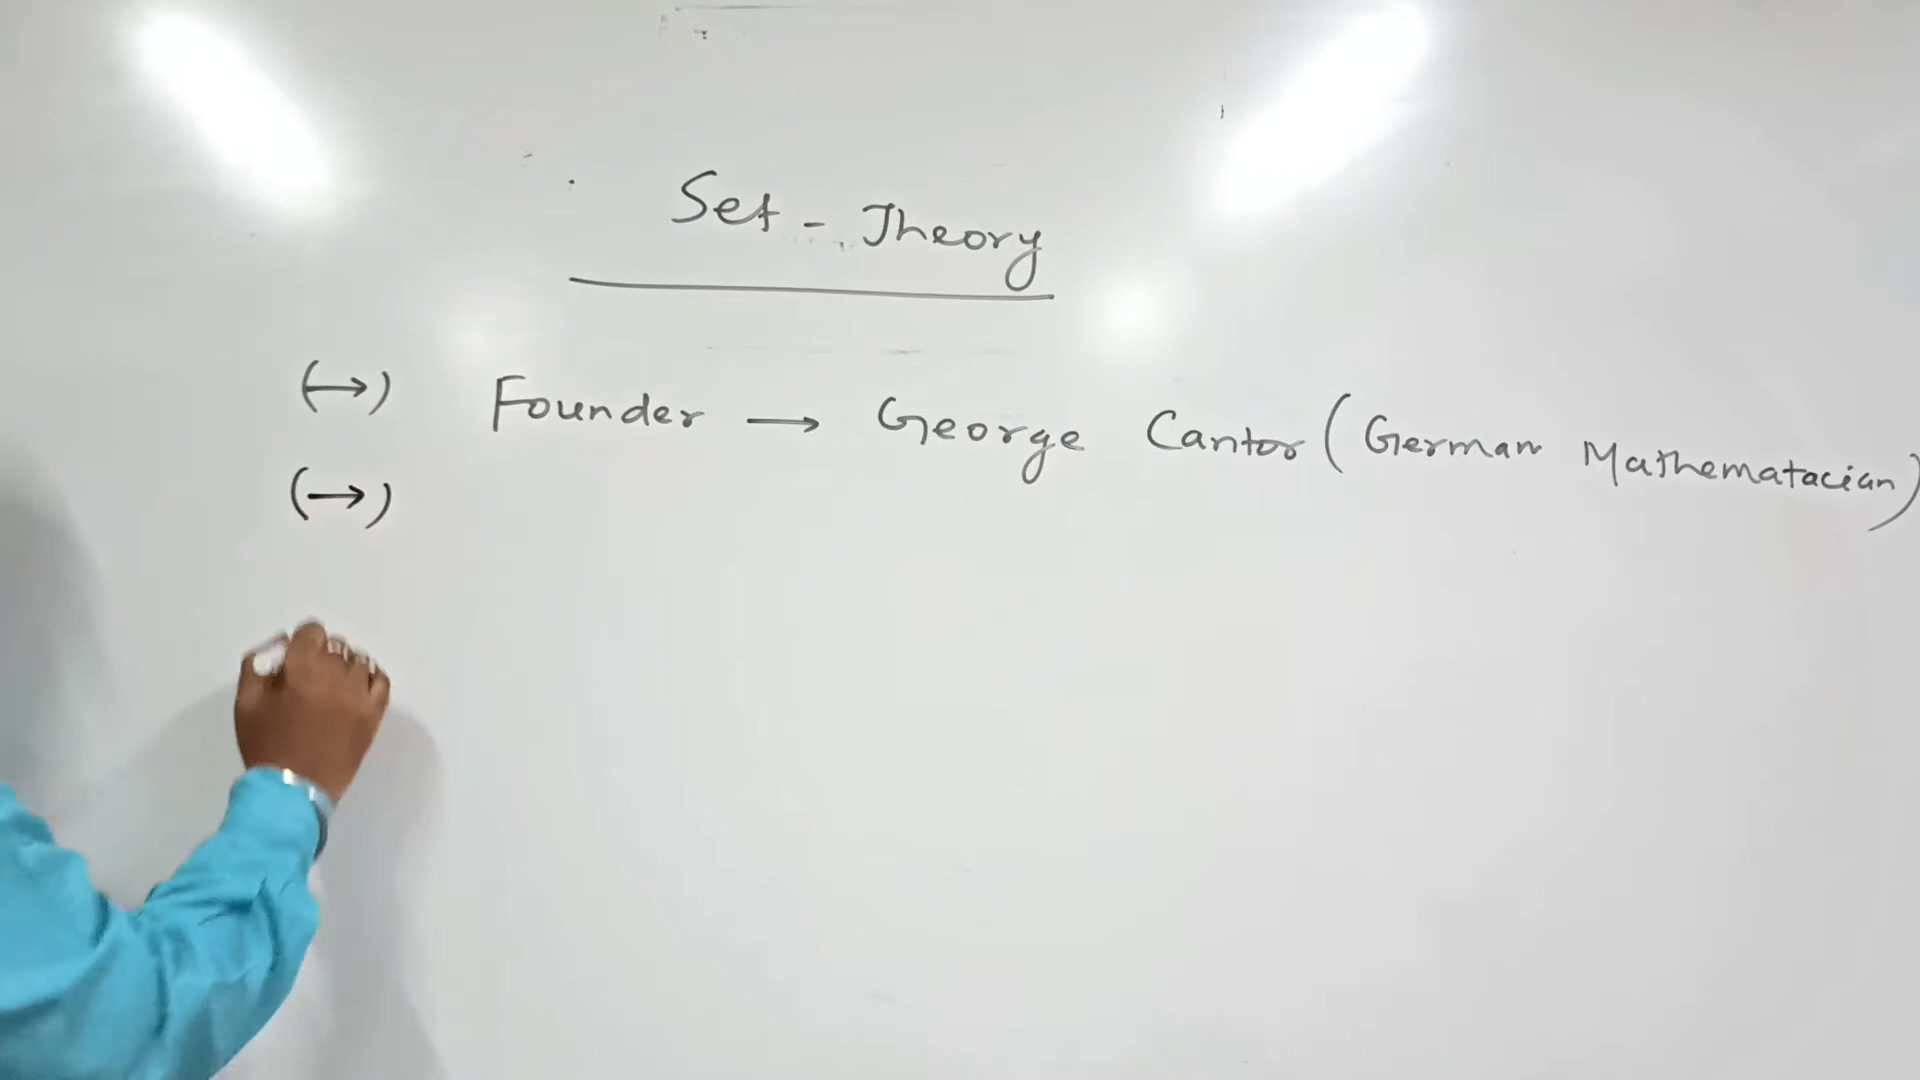 Set - Theory
(→) Founder → George Cantor (German Mathematacian)
(→)